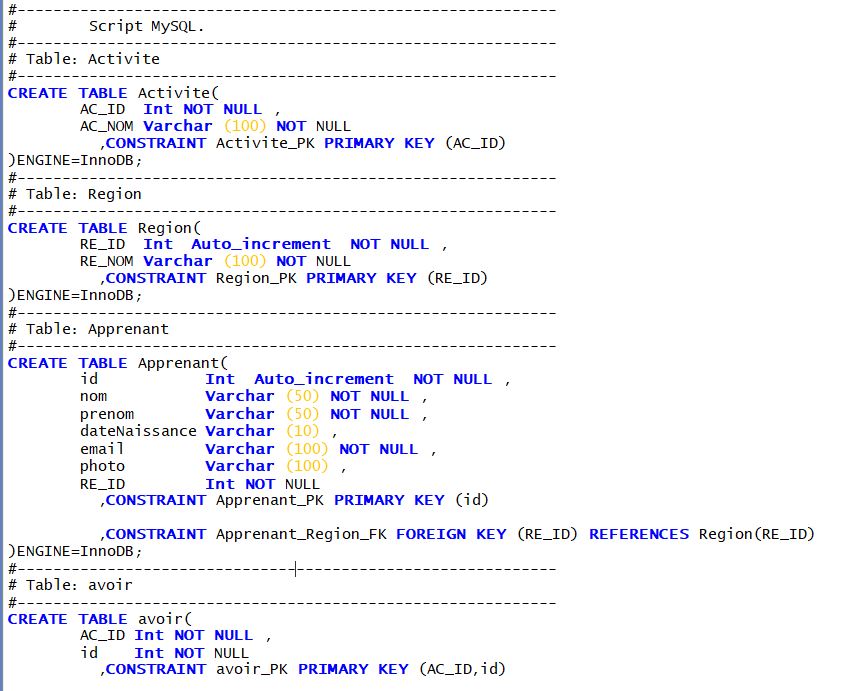 #------------------------------------------------------------
#        Script MySQL.
#------------------------------------------------------------
# Table: Activite
#------------------------------------------------------------
CREATE TABLE Activite(
        AC_ID  Int NOT NULL ,
        AC_NOM Varchar (100) NOT NULL
          ,CONSTRAINT Activite_PK PRIMARY KEY (AC_ID)
)ENGINE=InnoDB;
#------------------------------------------------------------
# Table: Region
#------------------------------------------------------------
CREATE TABLE Region(
        RE_ID  Int  Auto_increment  NOT NULL ,
        RE_NOM Varchar (100) NOT NULL
          ,CONSTRAINT Region_PK PRIMARY KEY (RE_ID)
)ENGINE=InnoDB;
#------------------------------------------------------------
# Table: Apprenant
#------------------------------------------------------------
CREATE TABLE Apprenant(
        id            Int  Auto_increment  NOT NULL ,
        nom           Varchar (50) NOT NULL ,
        prenom        Varchar (50) NOT NULL ,
        dateNaissance Varchar (10) ,
        email         Varchar (100) NOT NULL ,
        photo         Varchar (100) ,
        RE_ID         Int NOT NULL
          ,CONSTRAINT Apprenant_PK PRIMARY KEY (id)
          ,CONSTRAINT Apprenant_Region_FK FOREIGN KEY (RE_ID) REFERENCES Region(RE_ID)
)ENGINE=InnoDB;
#------------------------------------------------------------
# Table: avoir
#------------------------------------------------------------
CREATE TABLE avoir(
        AC_ID Int NOT NULL ,
        id    Int NOT NULL
          ,CONSTRAINT avoir_PK PRIMARY KEY (AC_ID,id)